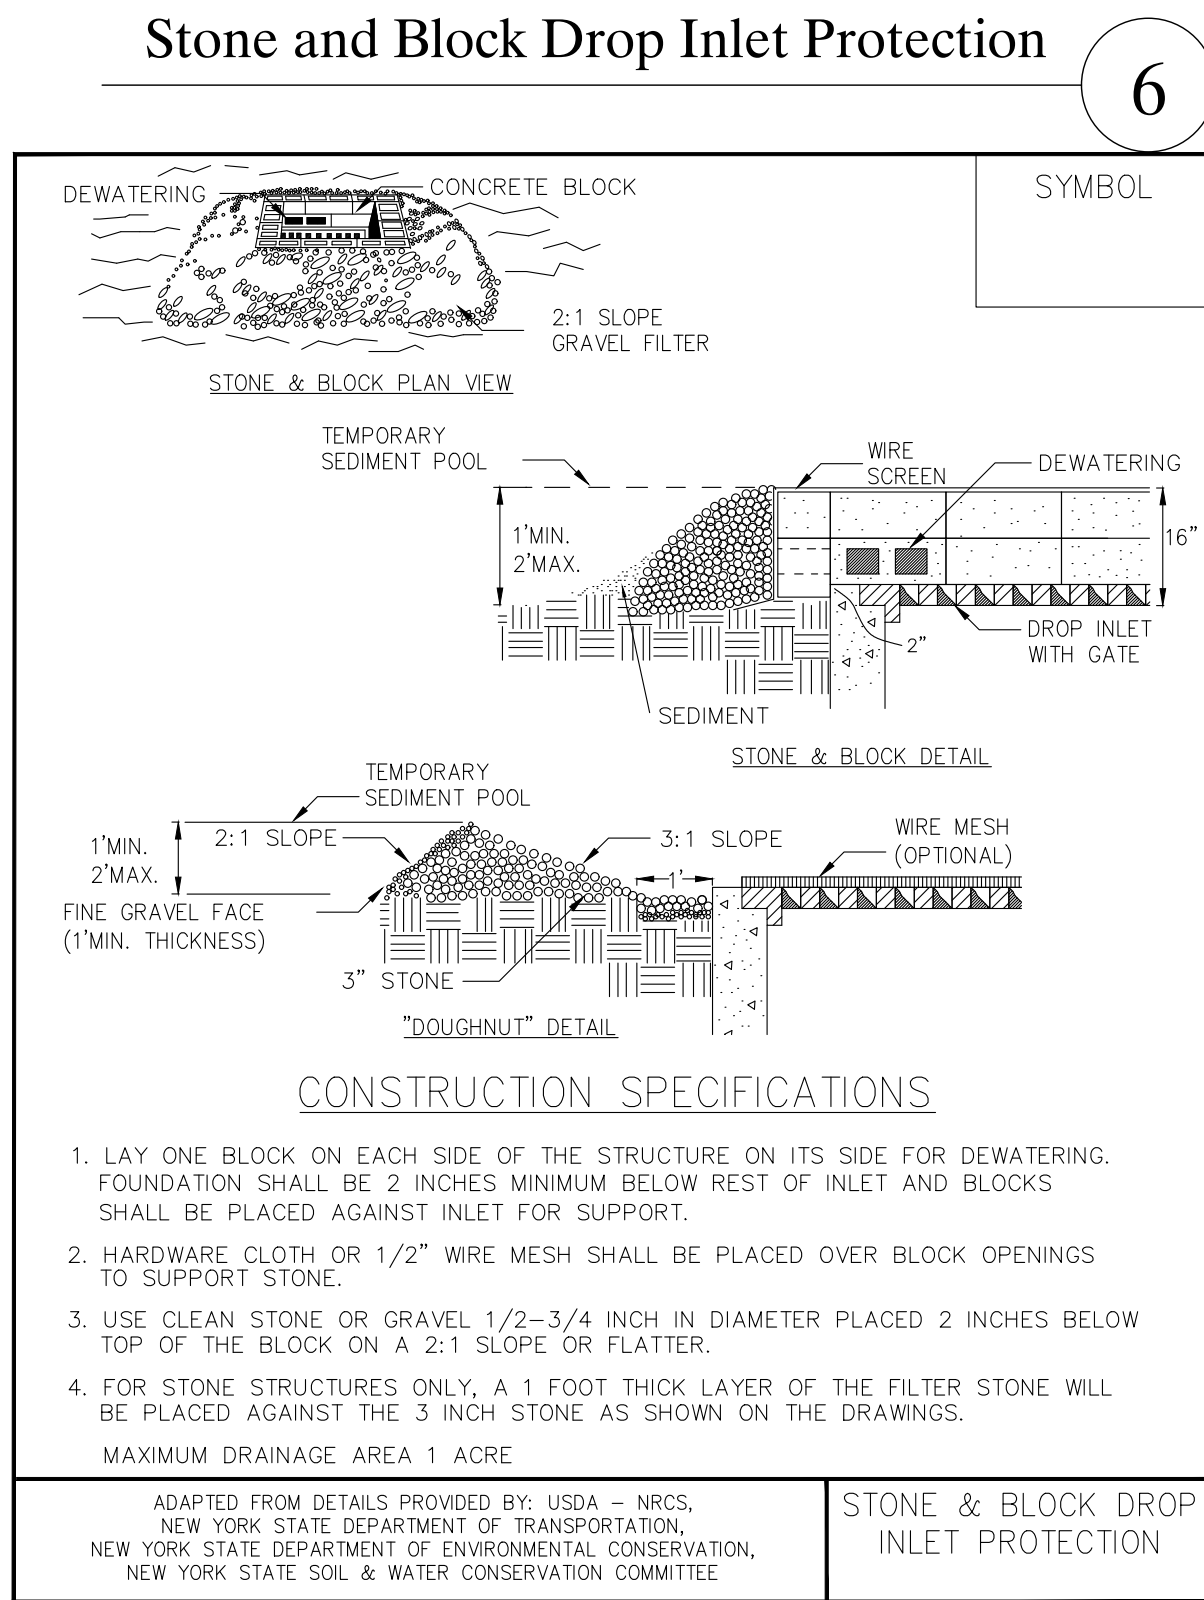 Stone and Block Drop Inlet Protection
6
SYMBOL
DEWATERING
CONCRETE BLOCK
2:1 SLOPE
GRAVEL FILTER
STONE & BLOCK PLAN VIEW
TEMPORARY
SEDIMENT POOL
WIRE
SCREEN
DEWATERING
1'MIN.
2'MAX.
16"
DROP INLET
WITH GATE
2"
SEDIMENT
STONE & BLOCK DETAIL
TEMPORARY
SEDIMENT POOL
1'MIN.
2'MAX.
2:1 SLOPE
3:1 SLOPE
WIRE MESH
(OPTIONAL)
1'
FINE GRAVEL FACE
(1'MIN. THICKNESS)
3" STONE
"DOUGHNUT" DETAIL
CONSTRUCTION SPECIFICATIONS
1. LAY ONE BLOCK ON EACH SIDE OF THE STRUCTURE ON ITS SIDE FOR DEWATERING.
FOUNDATION SHALL BE 2 INCHES MINIMUM BELOW REST OF INLET AND BLOCKS
SHALL BE PLACED AGAINST INLET FOR SUPPORT.
2. HARDWARE CLOTH OR 1/2" WIRE MESH SHALL BE PLACED OVER BLOCK OPENINGS
TO SUPPORT STONE.
3. USE CLEAN STONE OR GRAVEL 1/2-3/4 INCH IN DIAMETER PLACED 2 INCHES BELOW
TOP OF THE BLOCK ON A 2:1 SLOPE OR FLATTER.
4. FOR STONE STRUCTURES ONLY, A 1 FOOT THICK LAYER OF THE FILTER STONE WILL
BE PLACED AGAINST THE 3 INCH STONE AS SHOWN ON THE DRAWINGS.
MAXIMUM DRAINAGE AREA 1 ACRE
ADAPTED FROM DETAILS PROVIDED BY: USDA - NRCS,
NEW YORK STATE DEPARTMENT OF TRANSPORTATION,
NEW YORK STATE DEPARTMENT OF ENVIRONMENTAL CONSERVATION,
NEW YORK STATE SOIL & WATER CONSERVATION COMMITTEE
STONE & BLOCK DROP
INLET PROTECTION